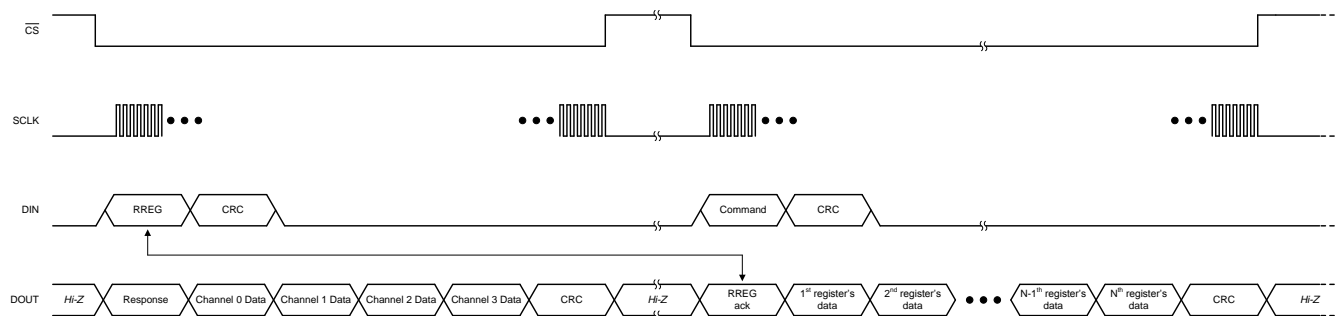 CS
SCLK
DIN
RREG
CRC
Command
CRC
DOUT
Hi-Z
Response
Channel 0 Data
Channel 1 Data
Channel 2 Data
Channel 3 Data
CRC
Hi-Z
RREG
ack
1st register's
data
2nd register's
data
N-1th register's
data
Nth register's
data
CRC
Hi-Z